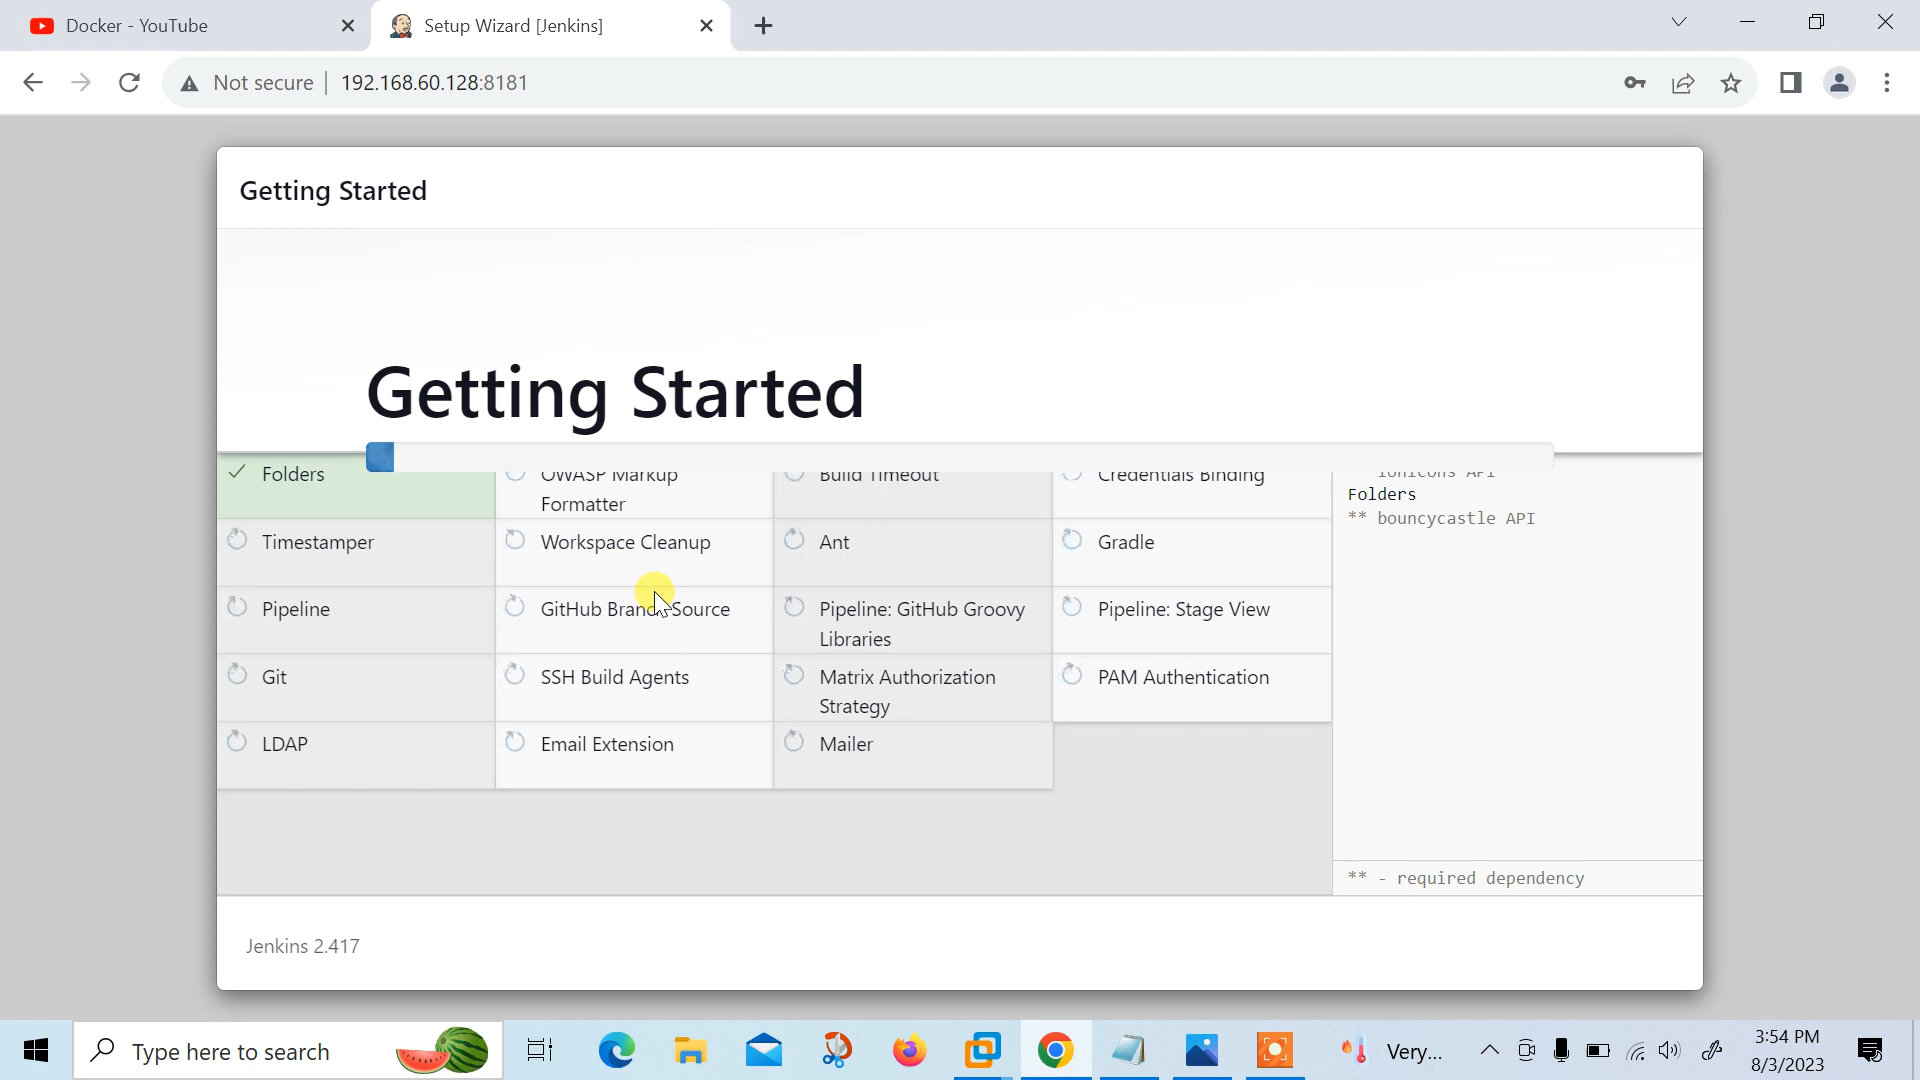 Docker - YouTube
Setup Wizard [Jenkins]
Not secure
192.168.60.128:8181
Getting Started
Getting Started
Folders
OWASP Markup
Formatter
Build Timeout
Credentials Binding
Timestamper
Workspace Cleanup
Ant
Gradle
Pipeline
GitHub Branch Source
Pipeline: GitHub Groovy
Libraries
Pipeline: Stage View
Git
SSH Build Agents
Matrix Authorization
Strategy
PAM Authentication
LDAP
Email Extension
Mailer
Ionicons API
Folders
** bouncycastle API
** - required dependency
Jenkins 2.417
Type here to search
Very...
3:54 PM
8/3/2023